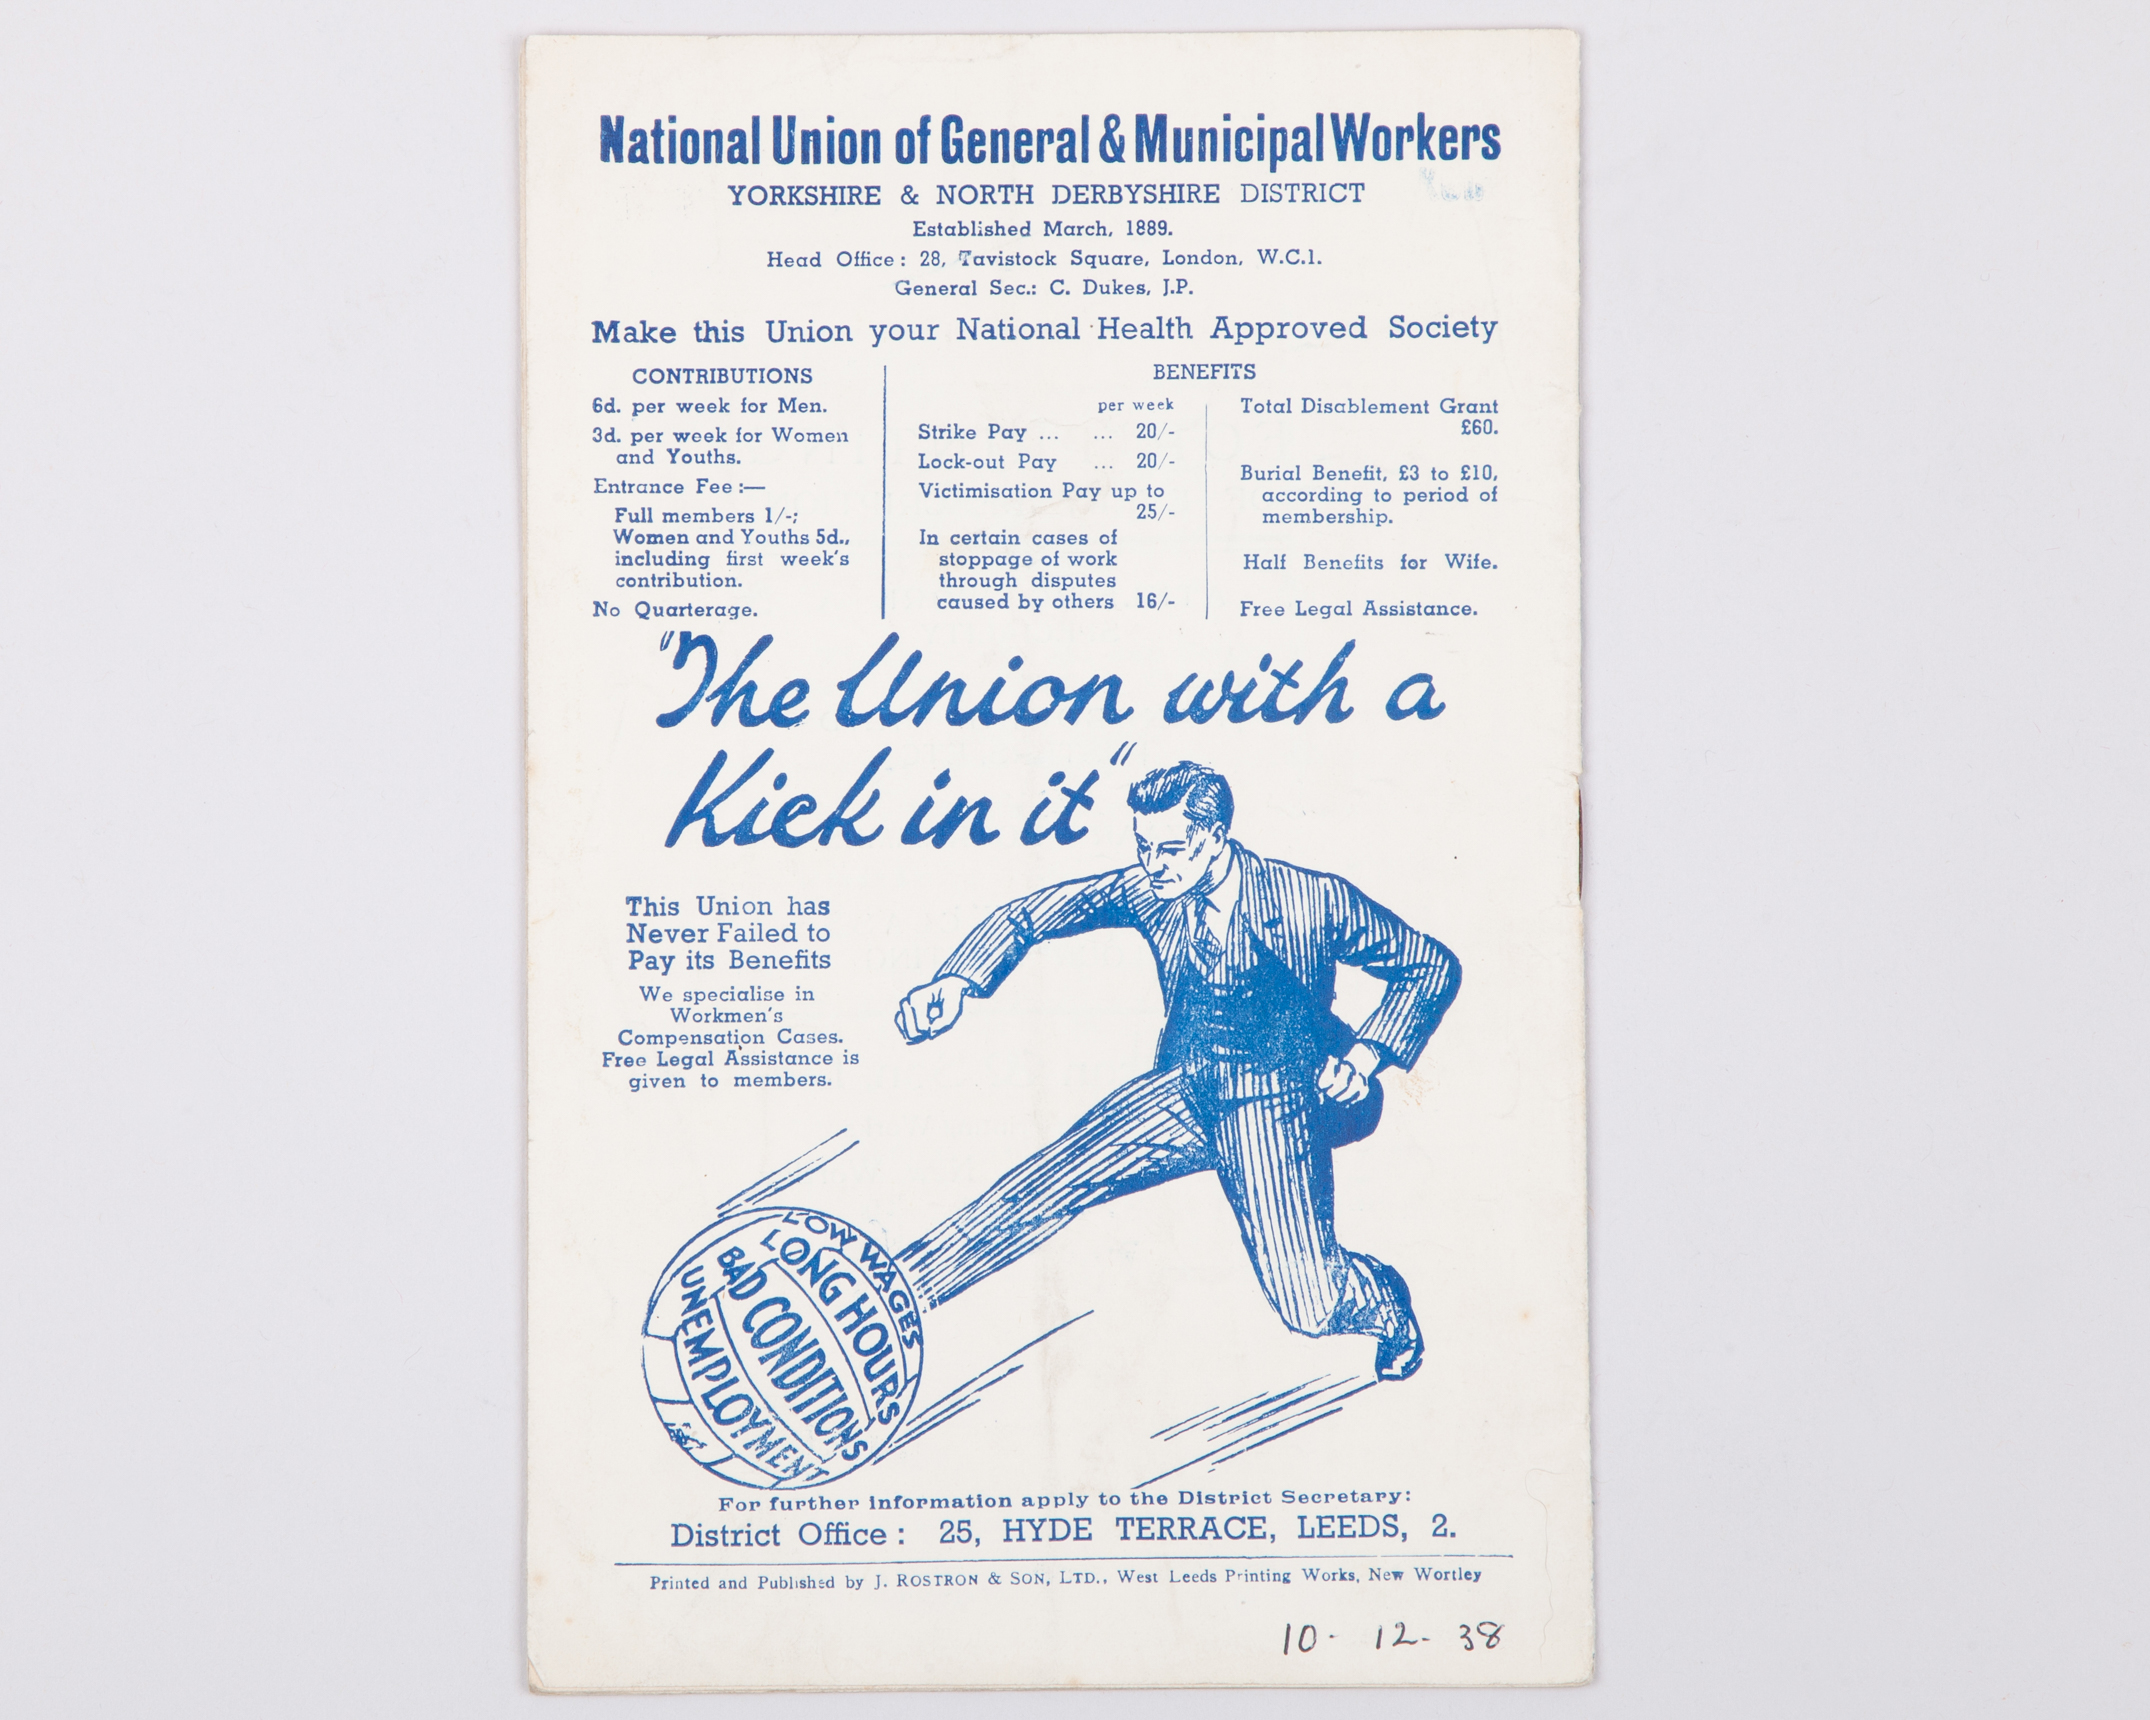 National Union of General & Municipal Workers
YORKSHIRE & NORTH DERBYSHIRE DISTRICT
Established March, 1889.
Head Office : 28, Tavistock Square, London, W.C.1.
General Sec.: C. Dukes, J.P.
Make this Union your National Health Approved Society
CONTRIBUTIONS
6d. per week for Men.
3d. per week for Women
and Youths.
Entrance Fee :—
Full members 1/-;
Women and Youths 5d.,
including first week's
contribution.
No Quarterage.
BENEFITS
per week
Strike Pay ... ... 20/-
Lock-out Pay ... 20/-
Victimisation Pay up to
25/-
In certain cases of
stoppage of work
through disputes
caused by others 16/-
Total Disablement Grant
£60.
Burial Benefit, £3 to £10,
according to period of
membership.
Half Benefits for Wife.
Free Legal Assistance.
"The Union with a
Kick in it"
This Union has
Never Failed to
Pay its Benefits
We specialise in
Workmen's
Compensation Cases.
Free Legal Assistance is
given to members.
LOW WAGES
LONG HOURS
BAD CONDITIONS
UNEMPLOYMENT
For further information apply to the District Secretary:
District Office : 25, HYDE TERRACE, LEEDS, 2.
Printed and Published by J. ROSTRON & SON, LTD., West Leeds Printing Works, New Wortley
10- 12- 38